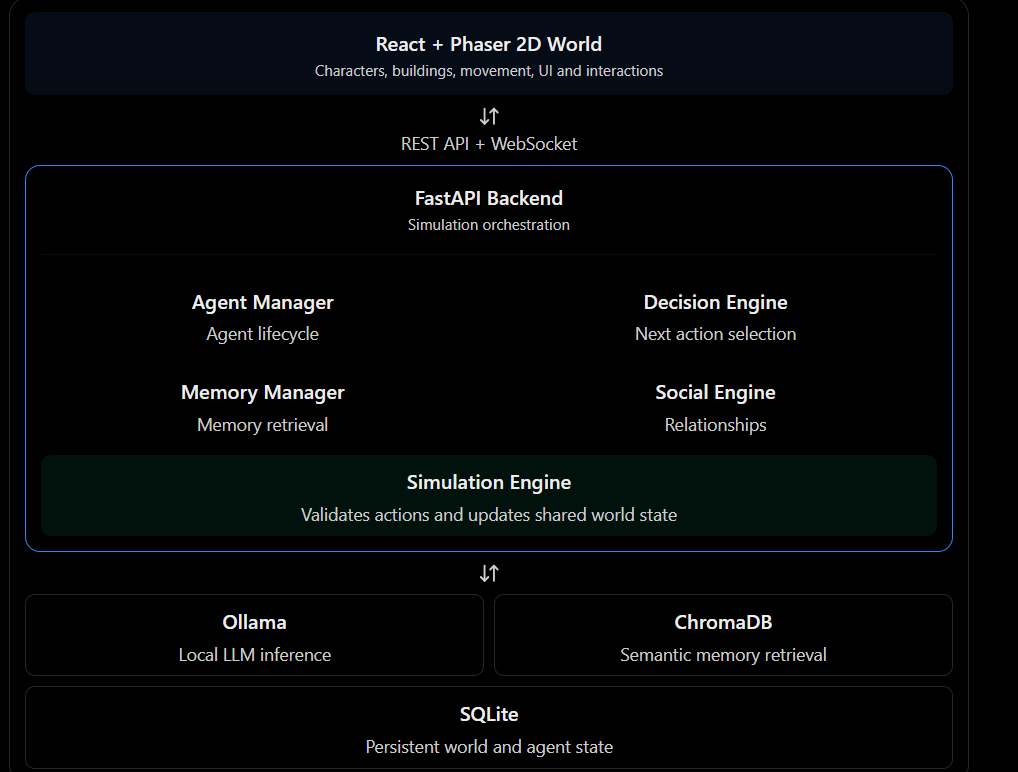 React + Phaser 2D World
Characters, buildings, movement, UI and interactions
REST API + WebSocket
FastAPI Backend
Simulation orchestration
Agent Manager
Agent lifecycle
Decision Engine
Next action selection
Memory Manager
Memory retrieval
Social Engine
Relationships
Simulation Engine
Validates actions and updates shared world state
Ollama
Local LLM inference
ChromaDB
Semantic memory retrieval
SQLite
Persistent world and agent state